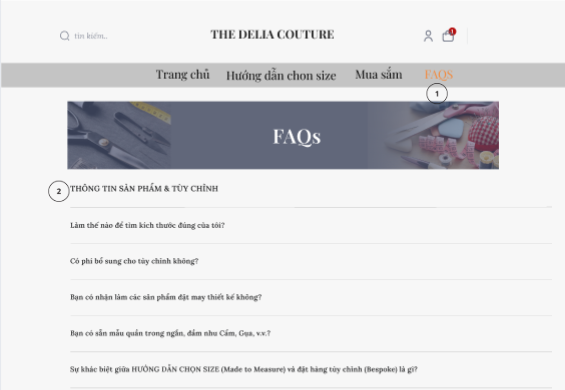 tìm kiếm..
THE DELIA COUTURE
1
Trang chủ Hướng dẫn chọn size Mua sắm FAQS
1
FAQs
2 THÔNG TIN SẢN PHẨM & TÙY CHỈNH
Làm thế nào để tìm kích thước đúng của tôi?
Có phí bổ sung cho tùy chỉnh không?
Bạn có nhận làm các sản phẩm đặt may thiết kế không?
Bạn có sẵn mẫu quần trong ngắn, đầm như Cẩm, Gụa, v.v.?
Sự khác biệt giữa HƯỚNG DẪN CHỌN SIZE (Made to Measure) và đặt hàng tùy chỉnh (Bespoke) là gì?